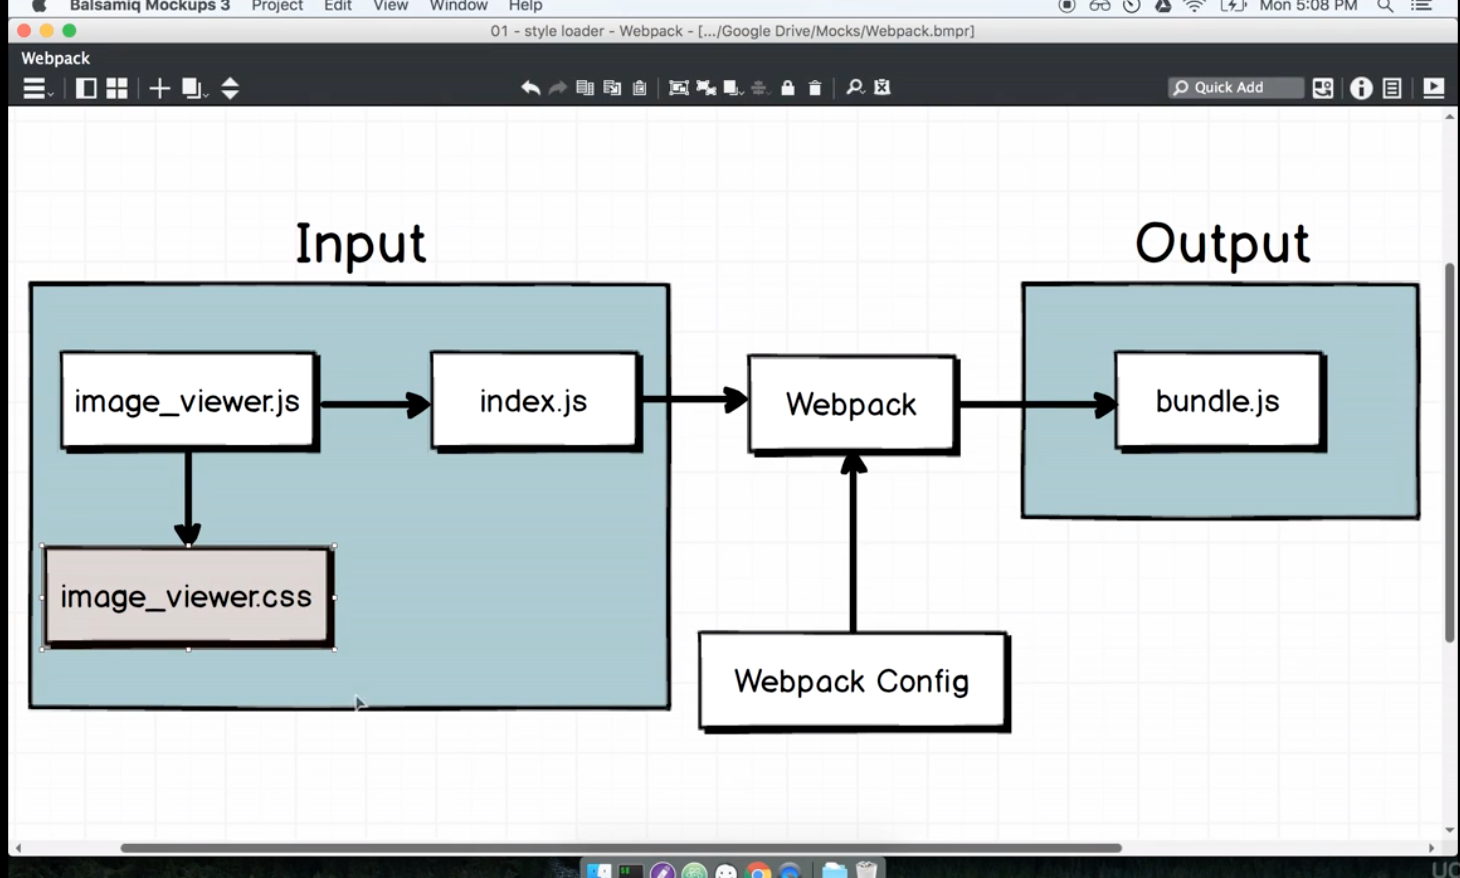 Balsamiq Mockups 3 Project Edit View Window Help Mon 5:08 PM
01 - style loader - Webpack - [.../Google Drive/Mocks/Webpack.bmpr]
Webpack
Quick Add
Input
Output
image_viewer.js
index.js
Webpack
bundle.js
image_viewer.css
Webpack Config